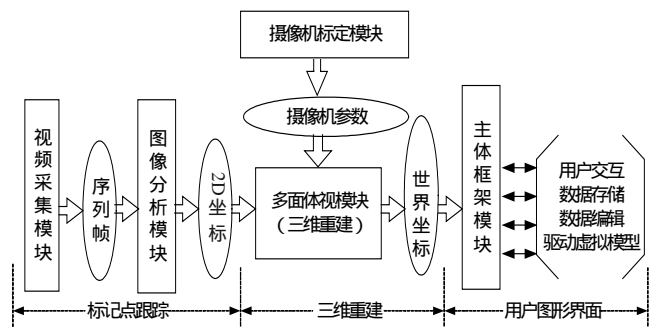 摄像机标定模块
摄像机参数
视频采集模块
序列帧
图像分析模块
2D坐标
多面体视模块
(三维重建)
世界坐标
主体框架模块
用户交互
数据存储
数据编辑
驱动虚拟模型
标记点跟踪
三维重建
用户图形界面